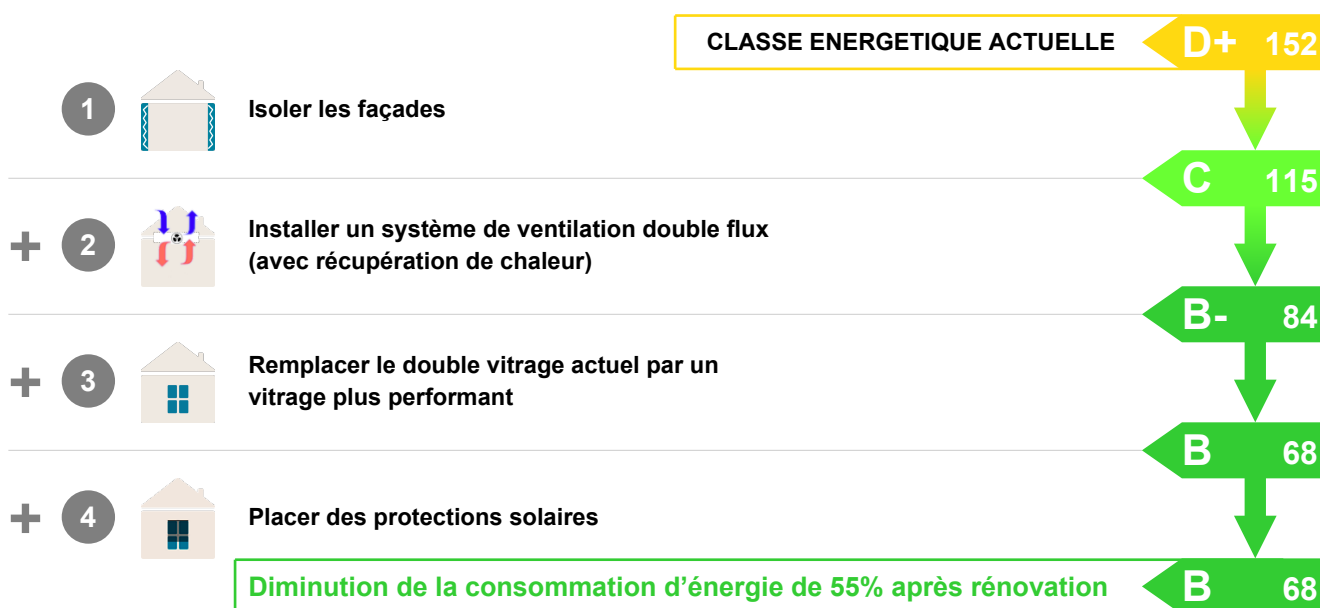 CLASSE ENERGETIQUE ACTUELLE D+ 152
1 Isoler les façades
C 115
+ 2 Installer un système de ventilation double flux
(avec récupération de chaleur)
B- 84
+ 3 Remplacer le double vitrage actuel par un
vitrage plus performant
B 68
+ 4 Placer des protections solaires
Diminution de la consommation d’énergie de 55% après rénovation B 68